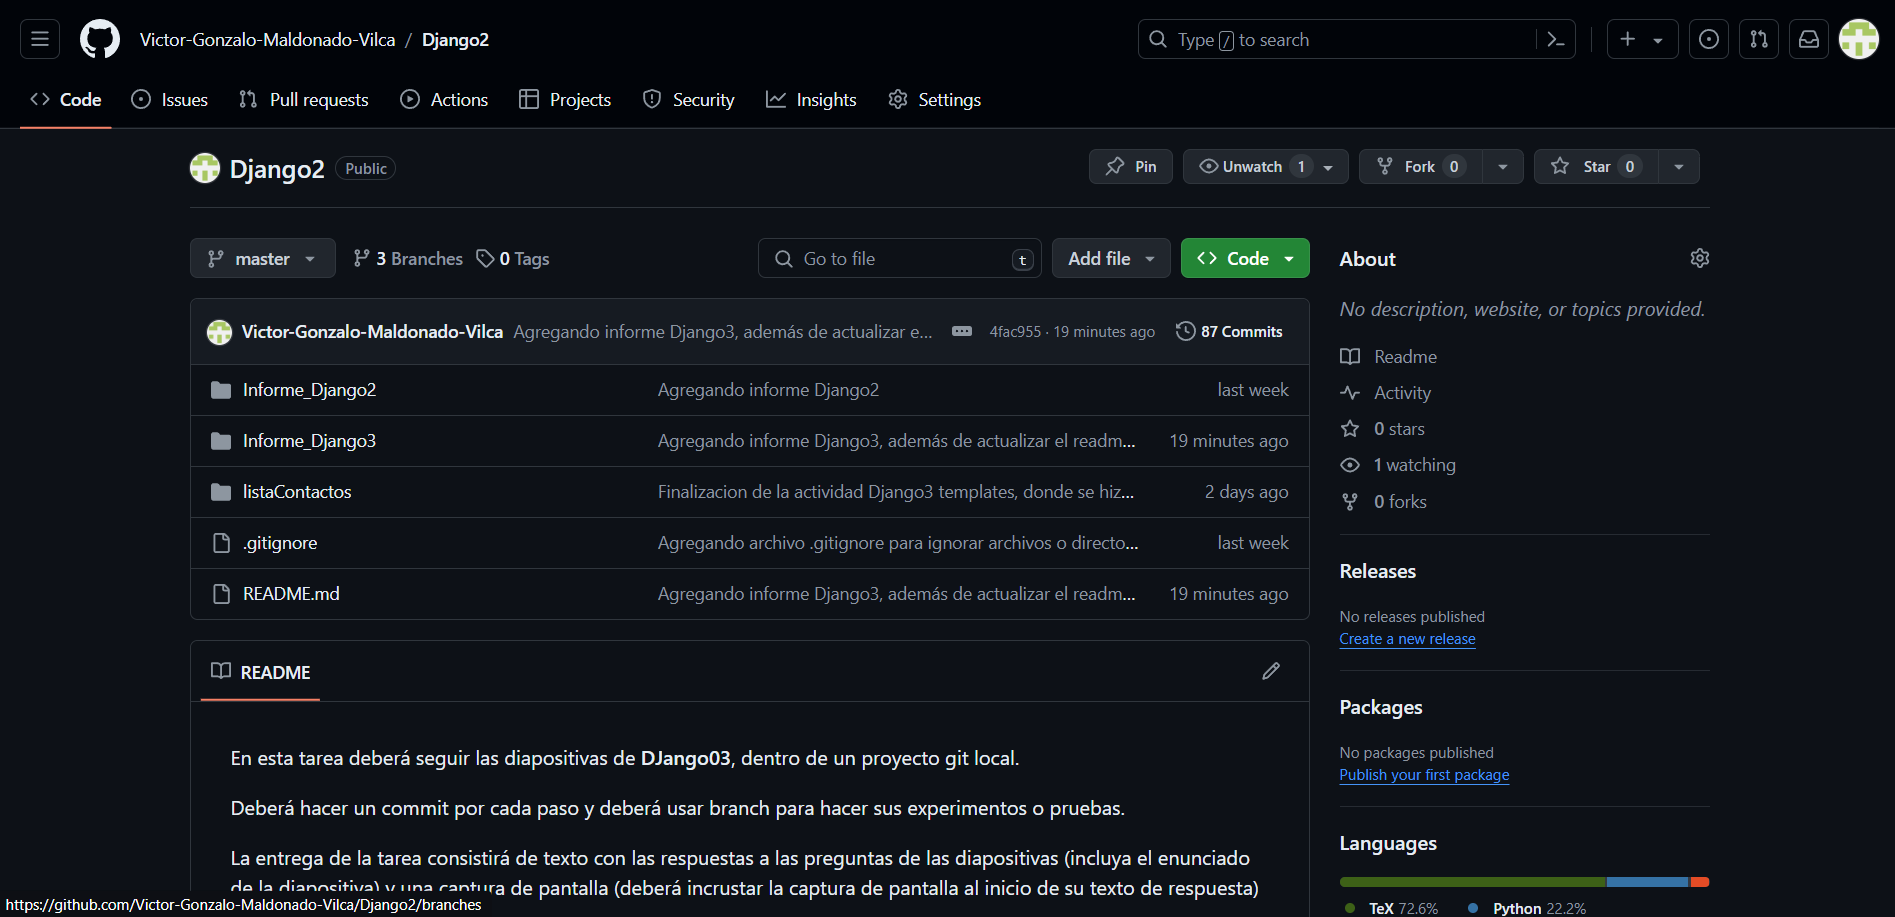 Victor-Gonzalo-Maldonado-Vilca / Django2
Type / to search
Code Issues Pull requests Actions Projects Security Insights Settings
Django2 Public
Pin Unwatch 1 Fork 0 Star 0
master 3 Branches 0 Tags
Go to file t Add file Code
Victor-Gonzalo-Maldonado-Vilca Agregando informe Django3, además de actualizar e... 4fac955 · 19 minutes ago 87 Commits
Informe_Django2 Agregando informe Django2 last week
Informe_Django3 Agregando informe Django3, además de actualizar el readm... 19 minutes ago
listaContactos Finalizacion de la actividad Django3 templates, donde se hiz... 2 days ago
.gitignore Agregando archivo .gitignore para ignorar archivos o directo... last week
README.md Agregando informe Django3, además de actualizar el readm... 19 minutes ago
README
En esta tarea deberá seguir las diapositivas de DJango03, dentro de un proyecto git local.
Deberá hacer un commit por cada paso y deberá usar branch para hacer sus experimentos o pruebas.
La entrega de la tarea consistirá de texto con las respuestas a las preguntas de las diapositivas (incluya el enunciado
de la diapositiva) y una captura de pantalla (deberá incrustar la captura de pantalla al inicio de su texto de respuesta)
About
No description, website, or topics provided.
Readme
Activity
0 stars
1 watching
0 forks
Releases
No releases published
Create a new release
Packages
No packages published
Publish your first package
Languages
TeX 72.6% Python 22.2%
https://github.com/Victor-Gonzalo-Maldonado-Vilca/Django2/branches